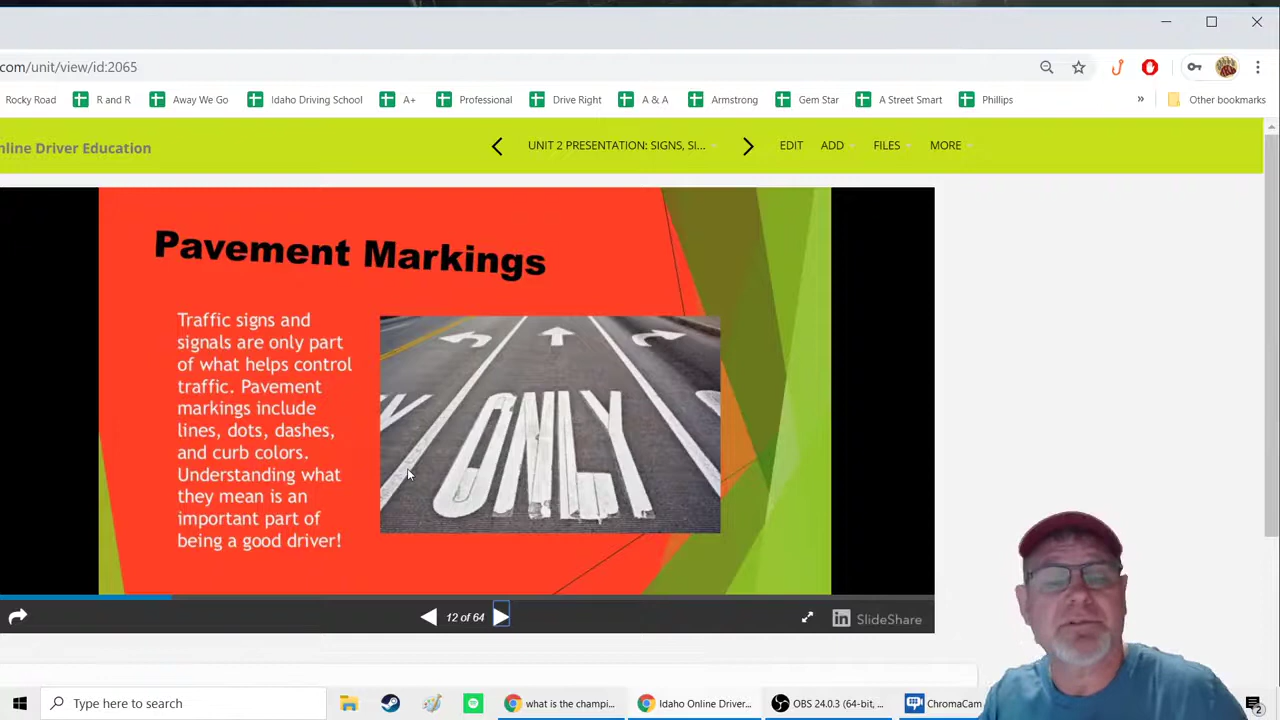 com/unit/view/id:2065
Rocky Road R and R Away We Go Idaho Driving School A+ Professional Drive Right A & A Armstrong Gem Star A Street Smart Phillips » Other bookmarks
nline Driver Education
UNIT 2 PRESENTATION: SIGNS, SI... EDIT ADD FILES MORE
Pavement Markings
Traffic signs and
signals are only part
of what helps control
traffic. Pavement
markings include
lines, dots, dashes,
and curb colors.
Understanding what
they mean is an
important part of
being a good driver!
ONLY
12 of 64
in SlideShare
Type here to search
what is the champi...
Idaho Online Driver...
OBS 24.0.3 (64-bit, ...
ChromaCam
2